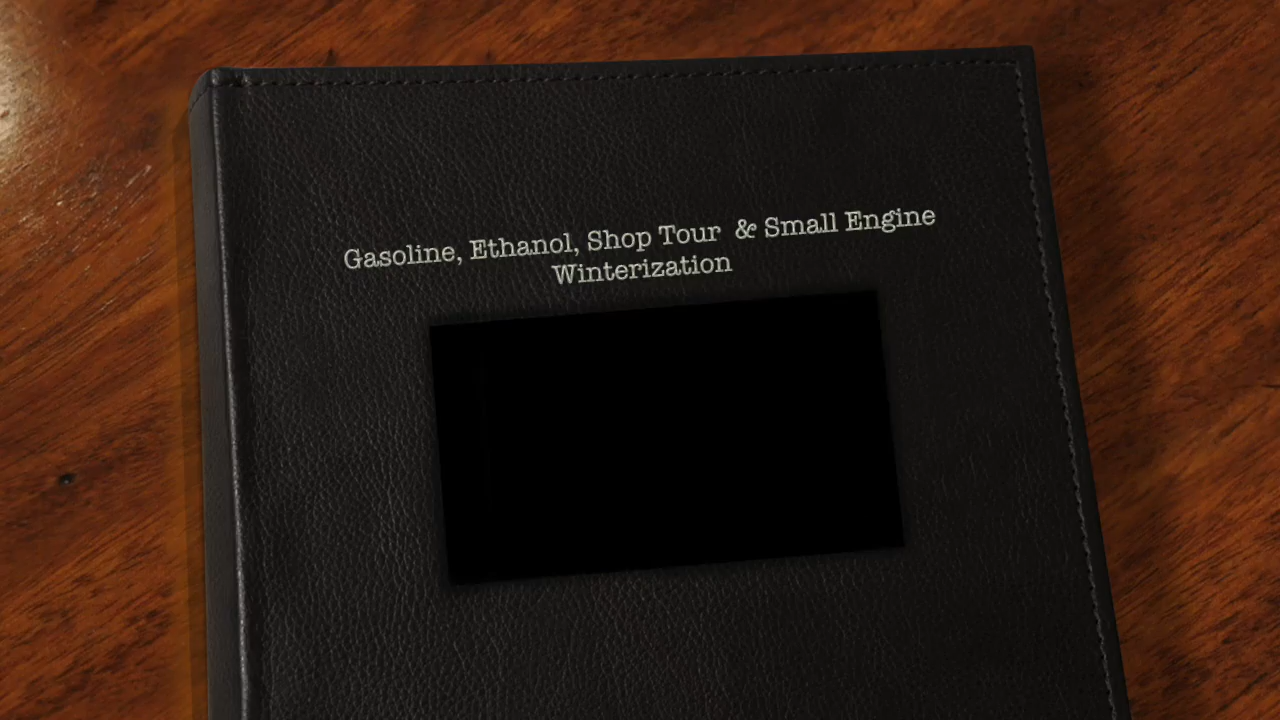 Gasoline, Ethanol, Shop Tour & Small Engine
Winterization